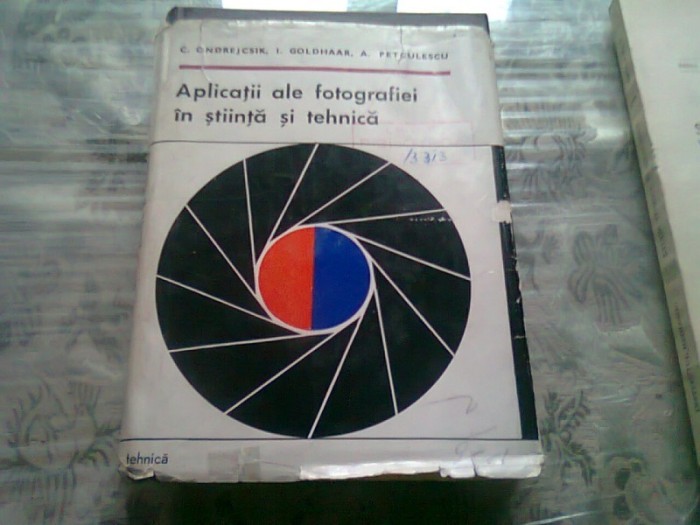 C. ONDREJCSIK, I. GOLDHAAR, A. PETCULESCU
Aplicații ale fotografiei
în știință și tehnică
tehnică